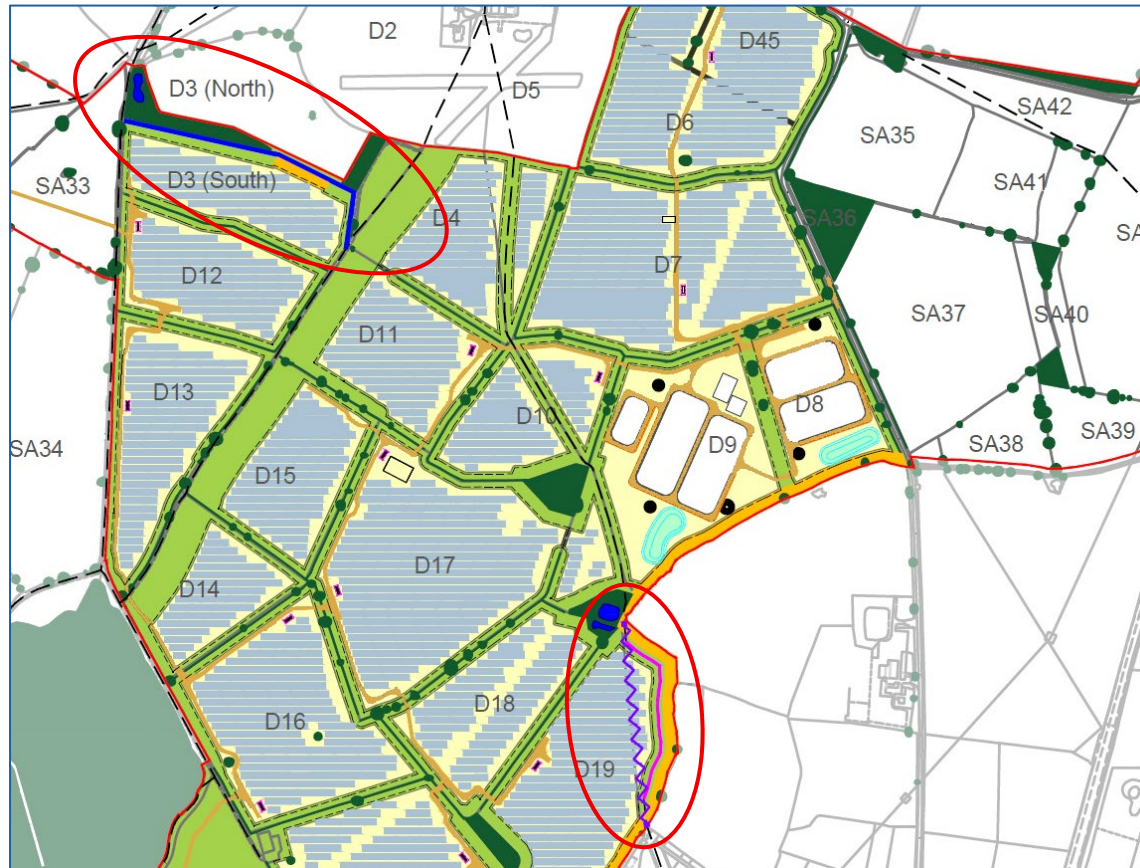 D2
D45
D3 (North)
D5
SA42
SA35
D6
SA33
D3 (South)
SA41
D4
SA36
SA
D12
D7
D11
SA37
SA40
D13
D10
D8
D9
SA38
SA39
SA34
D15
D17
D14
D18
D16
D19